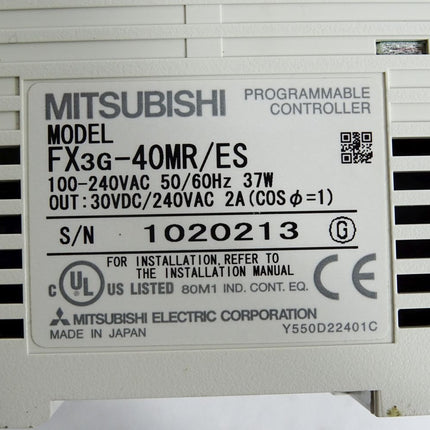 MITSUBISHI PROGRAMMABLE CONTROLLER
MODEL
FX3G-40MR/ES
100-240VAC 50/60Hz 37W
OUT:30VDC/240VAC 2A(COSφ=1)
S/N 1020213 G
FOR INSTALLATION, REFER TO
THE INSTALLATION MANUAL
C UL US LISTED 80M1 IND. CONT. EQ. CE
MITSUBISHI ELECTRIC CORPORATION
MADE IN JAPAN Y550D22401C